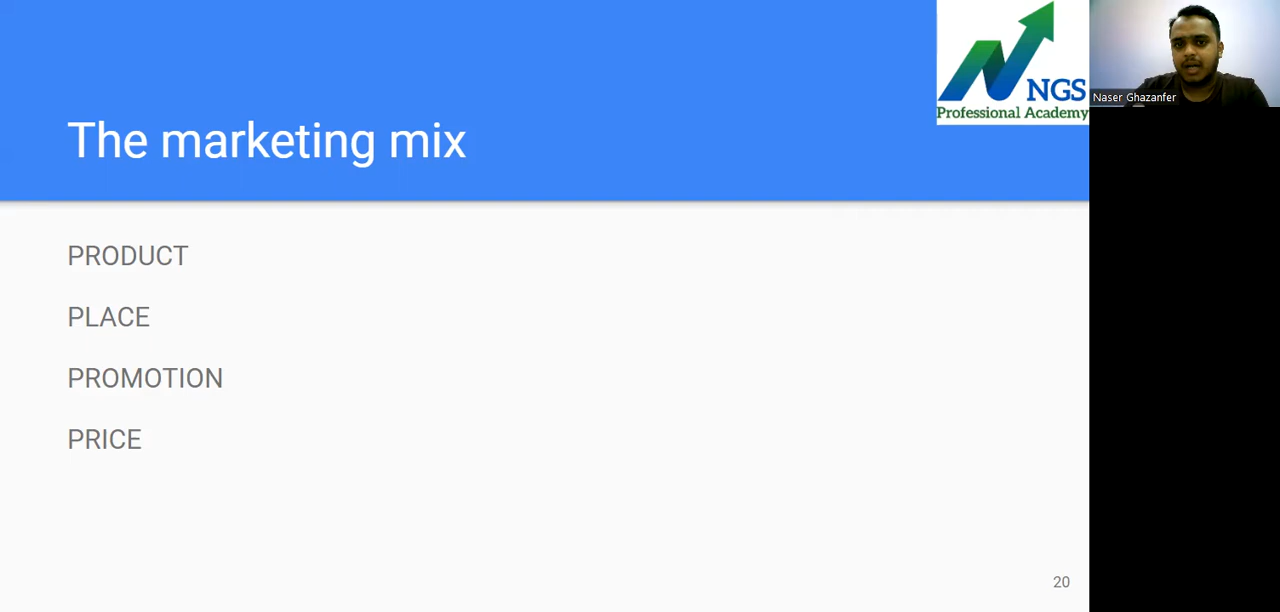 NGS
Professional Academy
Naser Ghazanfer
The marketing mix
PRODUCT
PLACE
PROMOTION
PRICE
20